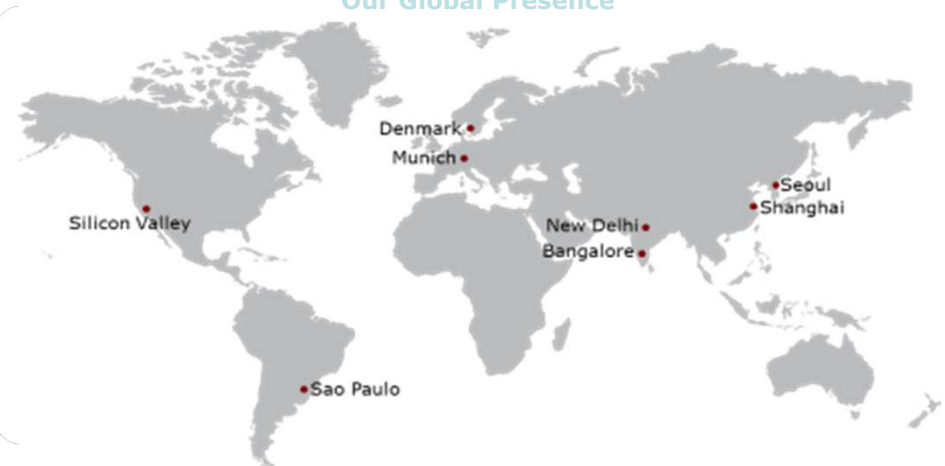 Our Global Presence
Denmark
Munich
Seoul
Shanghai
Silicon Valley
New Delhi
Bangalore
Sao Paulo